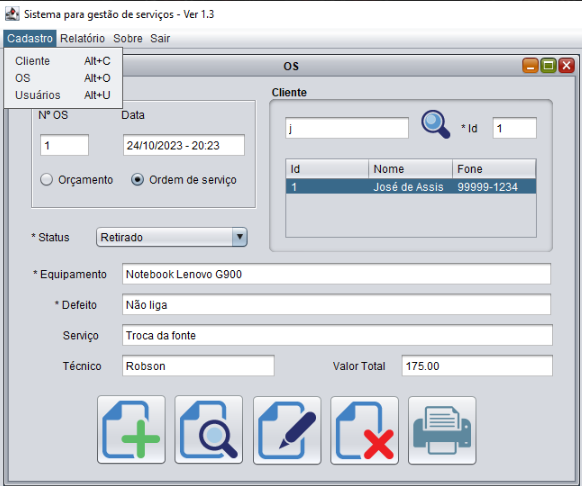 Sistema para gestão de serviços - Ver 1.3
Cadastro Relatório Sobre Sair
Cliente Alt+C
OS Alt+O
Usuários Alt+U
OS
Cliente
Nº OS Data
1 24/10/2023 - 20:23
Orçamento Ordem de serviço
j * Id 1
Id Nome Fone
1 José de Assis 99999-1234
* Status Retirado
* Equipamento Notebook Lenovo G900
* Defeito Não liga
Serviço Troca da fonte
Técnico Robson Valor Total 175.00